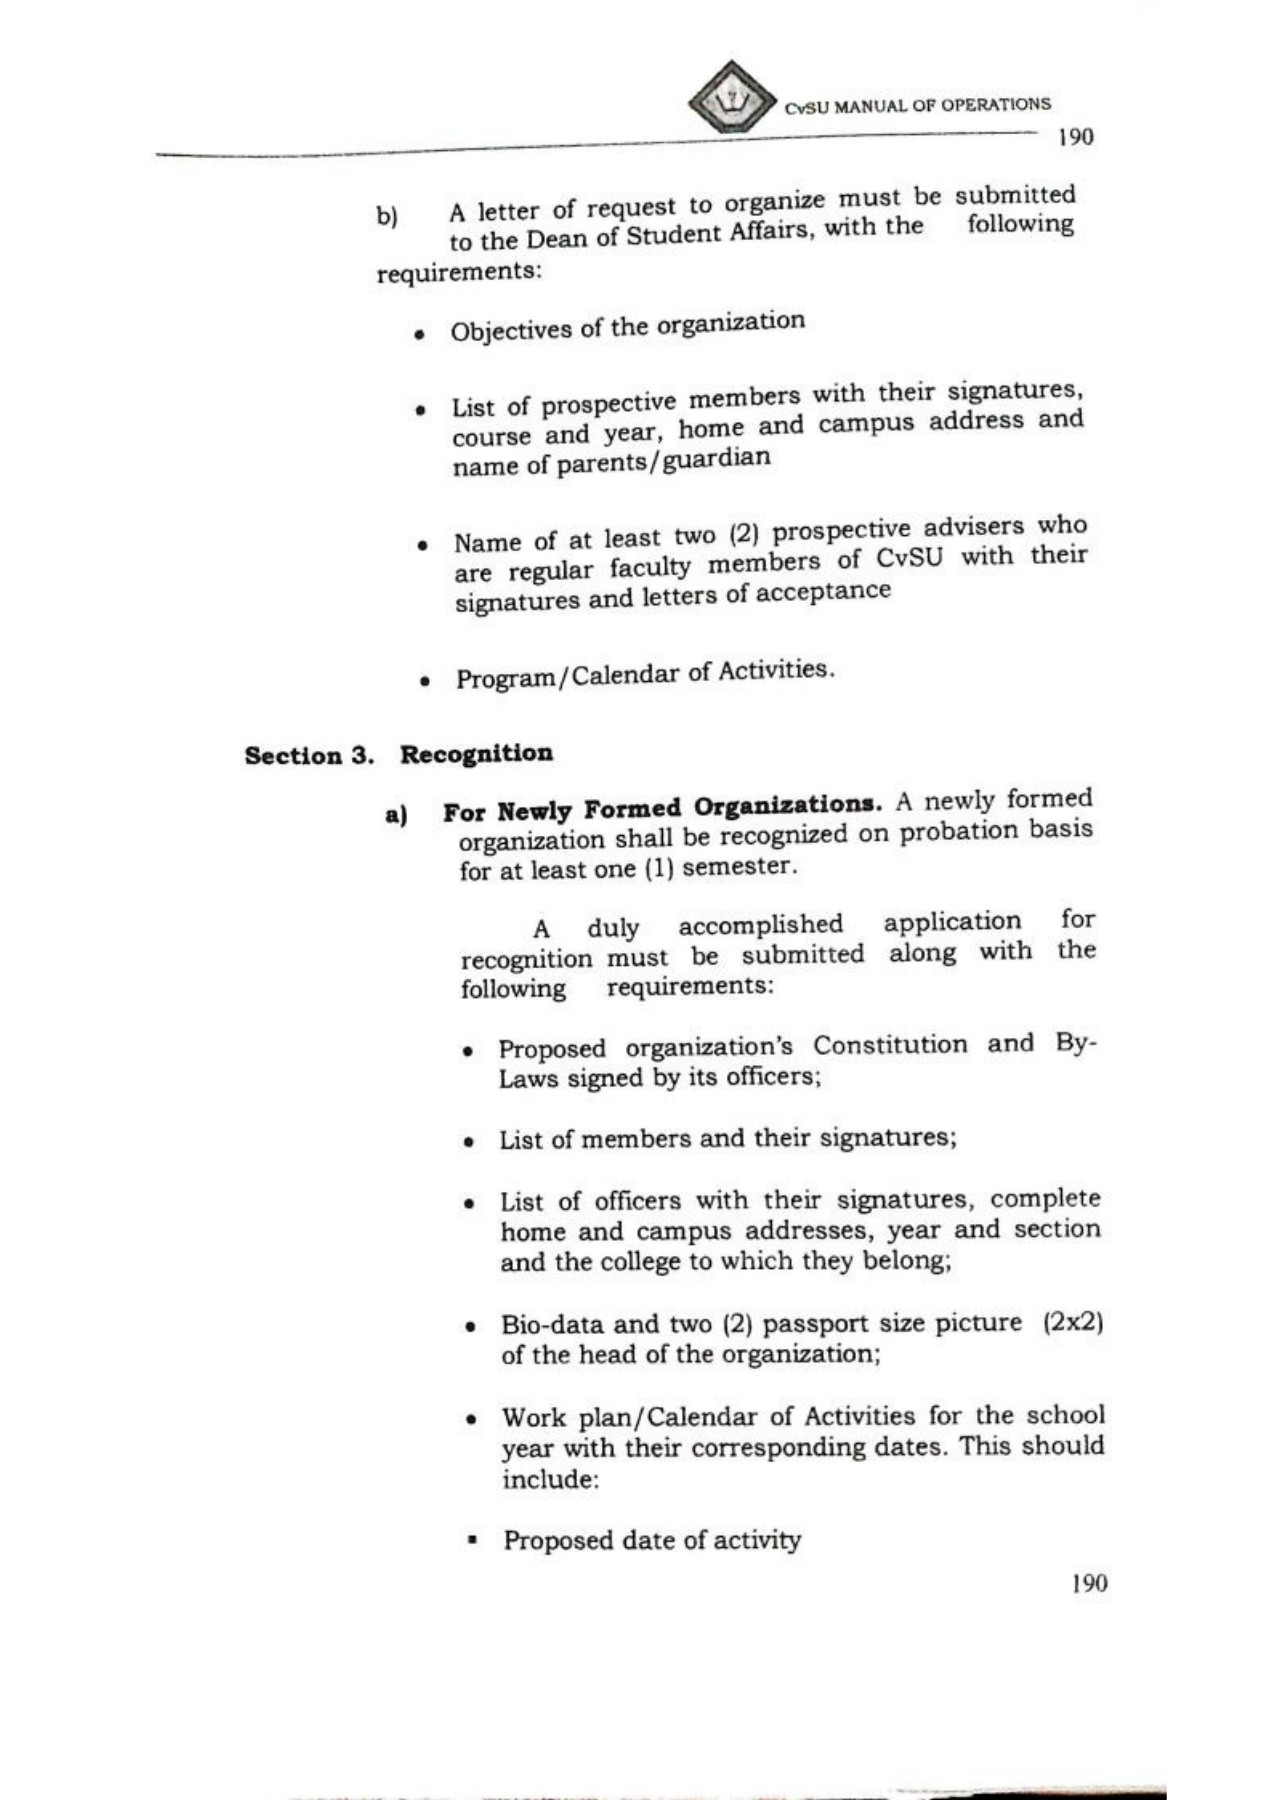 CvSU MANUAL OF OPERATIONS
190
b) A letter of request to organize must be submitted
to the Dean of Student Affairs, with the following
requirements:
• Objectives of the organization
• List of prospective members with their signatures,
course and year, home and campus address and
name of parents/guardian
• Name of at least two (2) prospective advisers who
are regular faculty members of CvSU with their
signatures and letters of acceptance
• Program/Calendar of Activities.
Section 3. Recognition
a) For Newly Formed Organizations. A newly formed
organization shall be recognized on probation basis
for at least one (1) semester.
A duly accomplished application for
recognition must be submitted along with the
following requirements:
• Proposed organization's Constitution and By-
Laws signed by its officers;
• List of members and their signatures;
• List of officers with their signatures, complete
home and campus addresses, year and section
and the college to which they belong;
• Bio-data and two (2) passport size picture (2x2)
of the head of the organization;
• Work plan/Calendar of Activities for the school
year with their corresponding dates. This should
include:
▪ Proposed date of activity
190